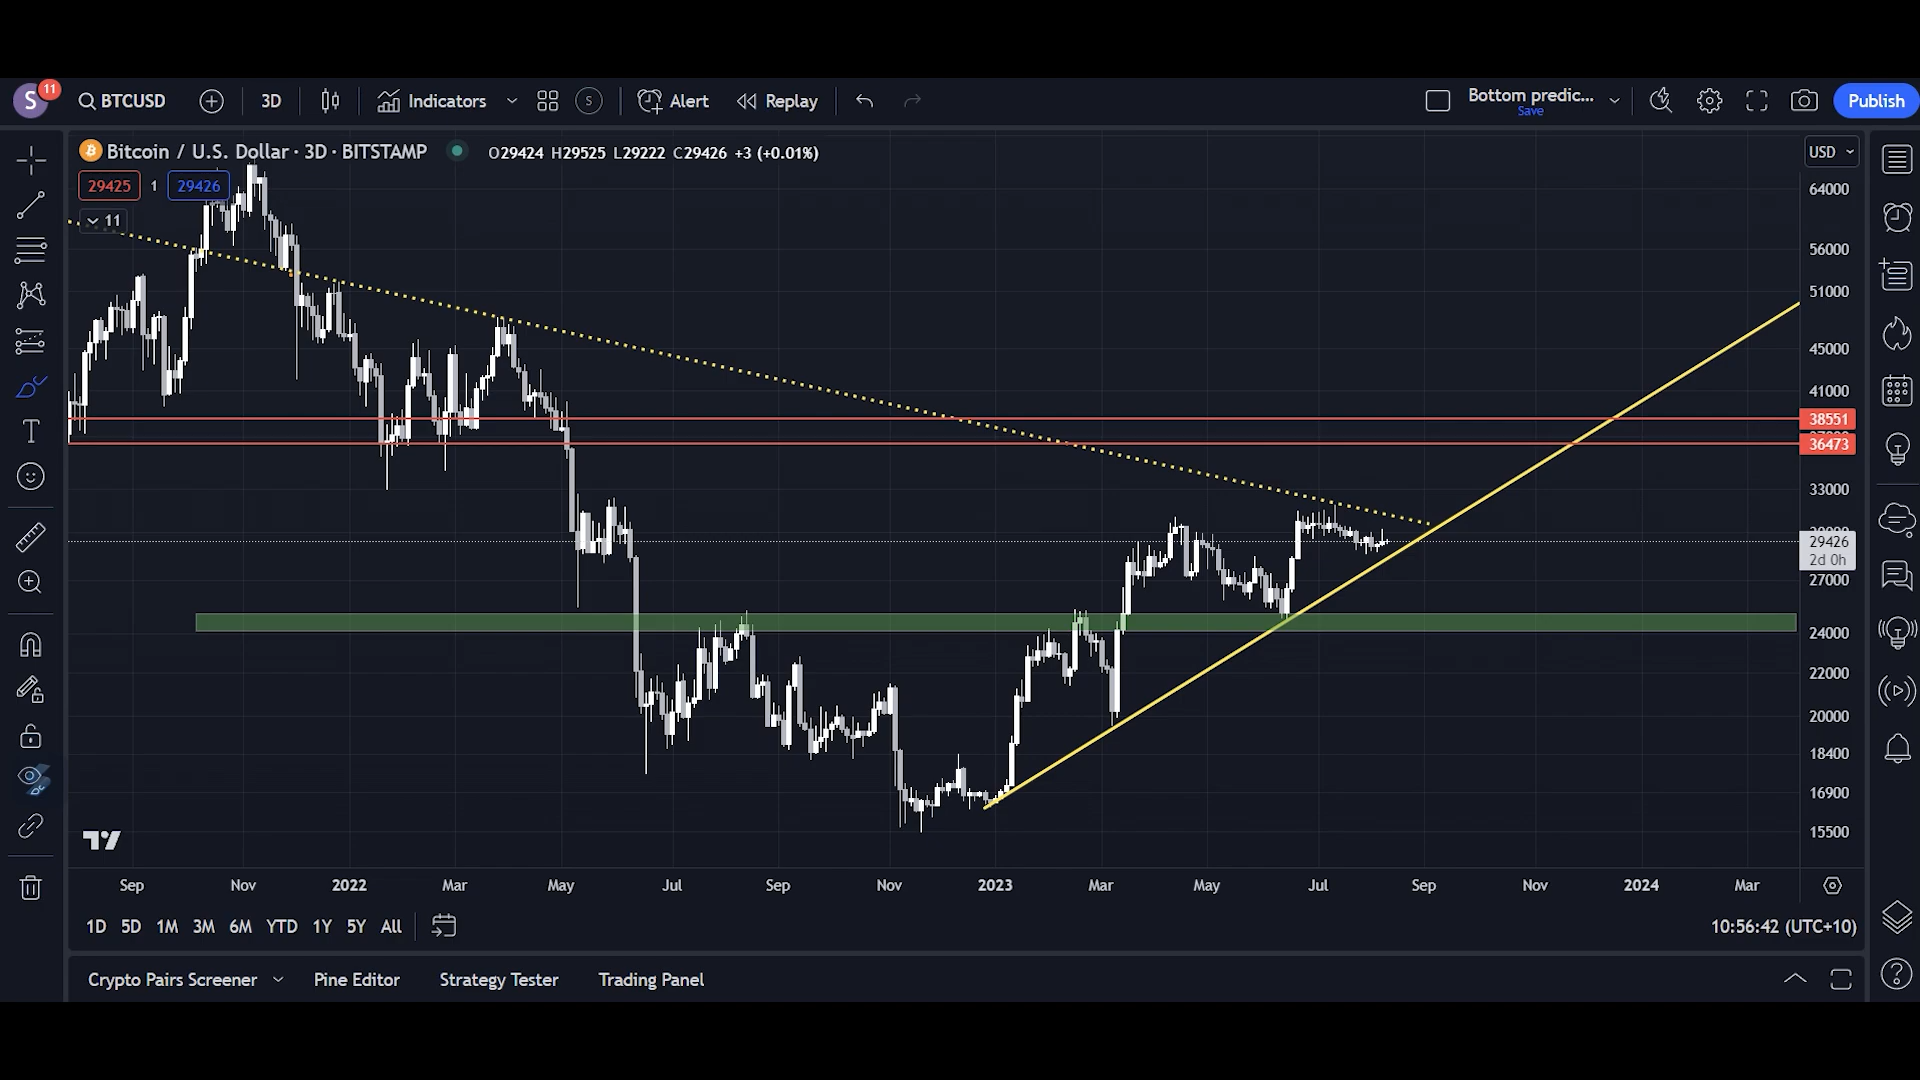 S 11 BTCUSD 3D Indicators S Alert Replay Bottom predic... Publish
Save
Bitcoin / U.S. Dollar · 3D · BITSTAMP O29424 H29525 L29222 C29426 +3 (+0.01%) USD
29425 1 29426
11
64000
56000
51000
45000
41000
38551
36473
33000
29426
2d 0h
27000
24000
22000
20000
18400
16900
15500
Sep Nov 2022 Mar May Jul Sep Nov 2023 Mar May Jul Sep Nov 2024 Mar
1D 5D 1M 3M 6M YTD 1Y 5Y All 10:56:42 (UTC+10)
Crypto Pairs Screener Pine Editor Strategy Tester Trading Panel